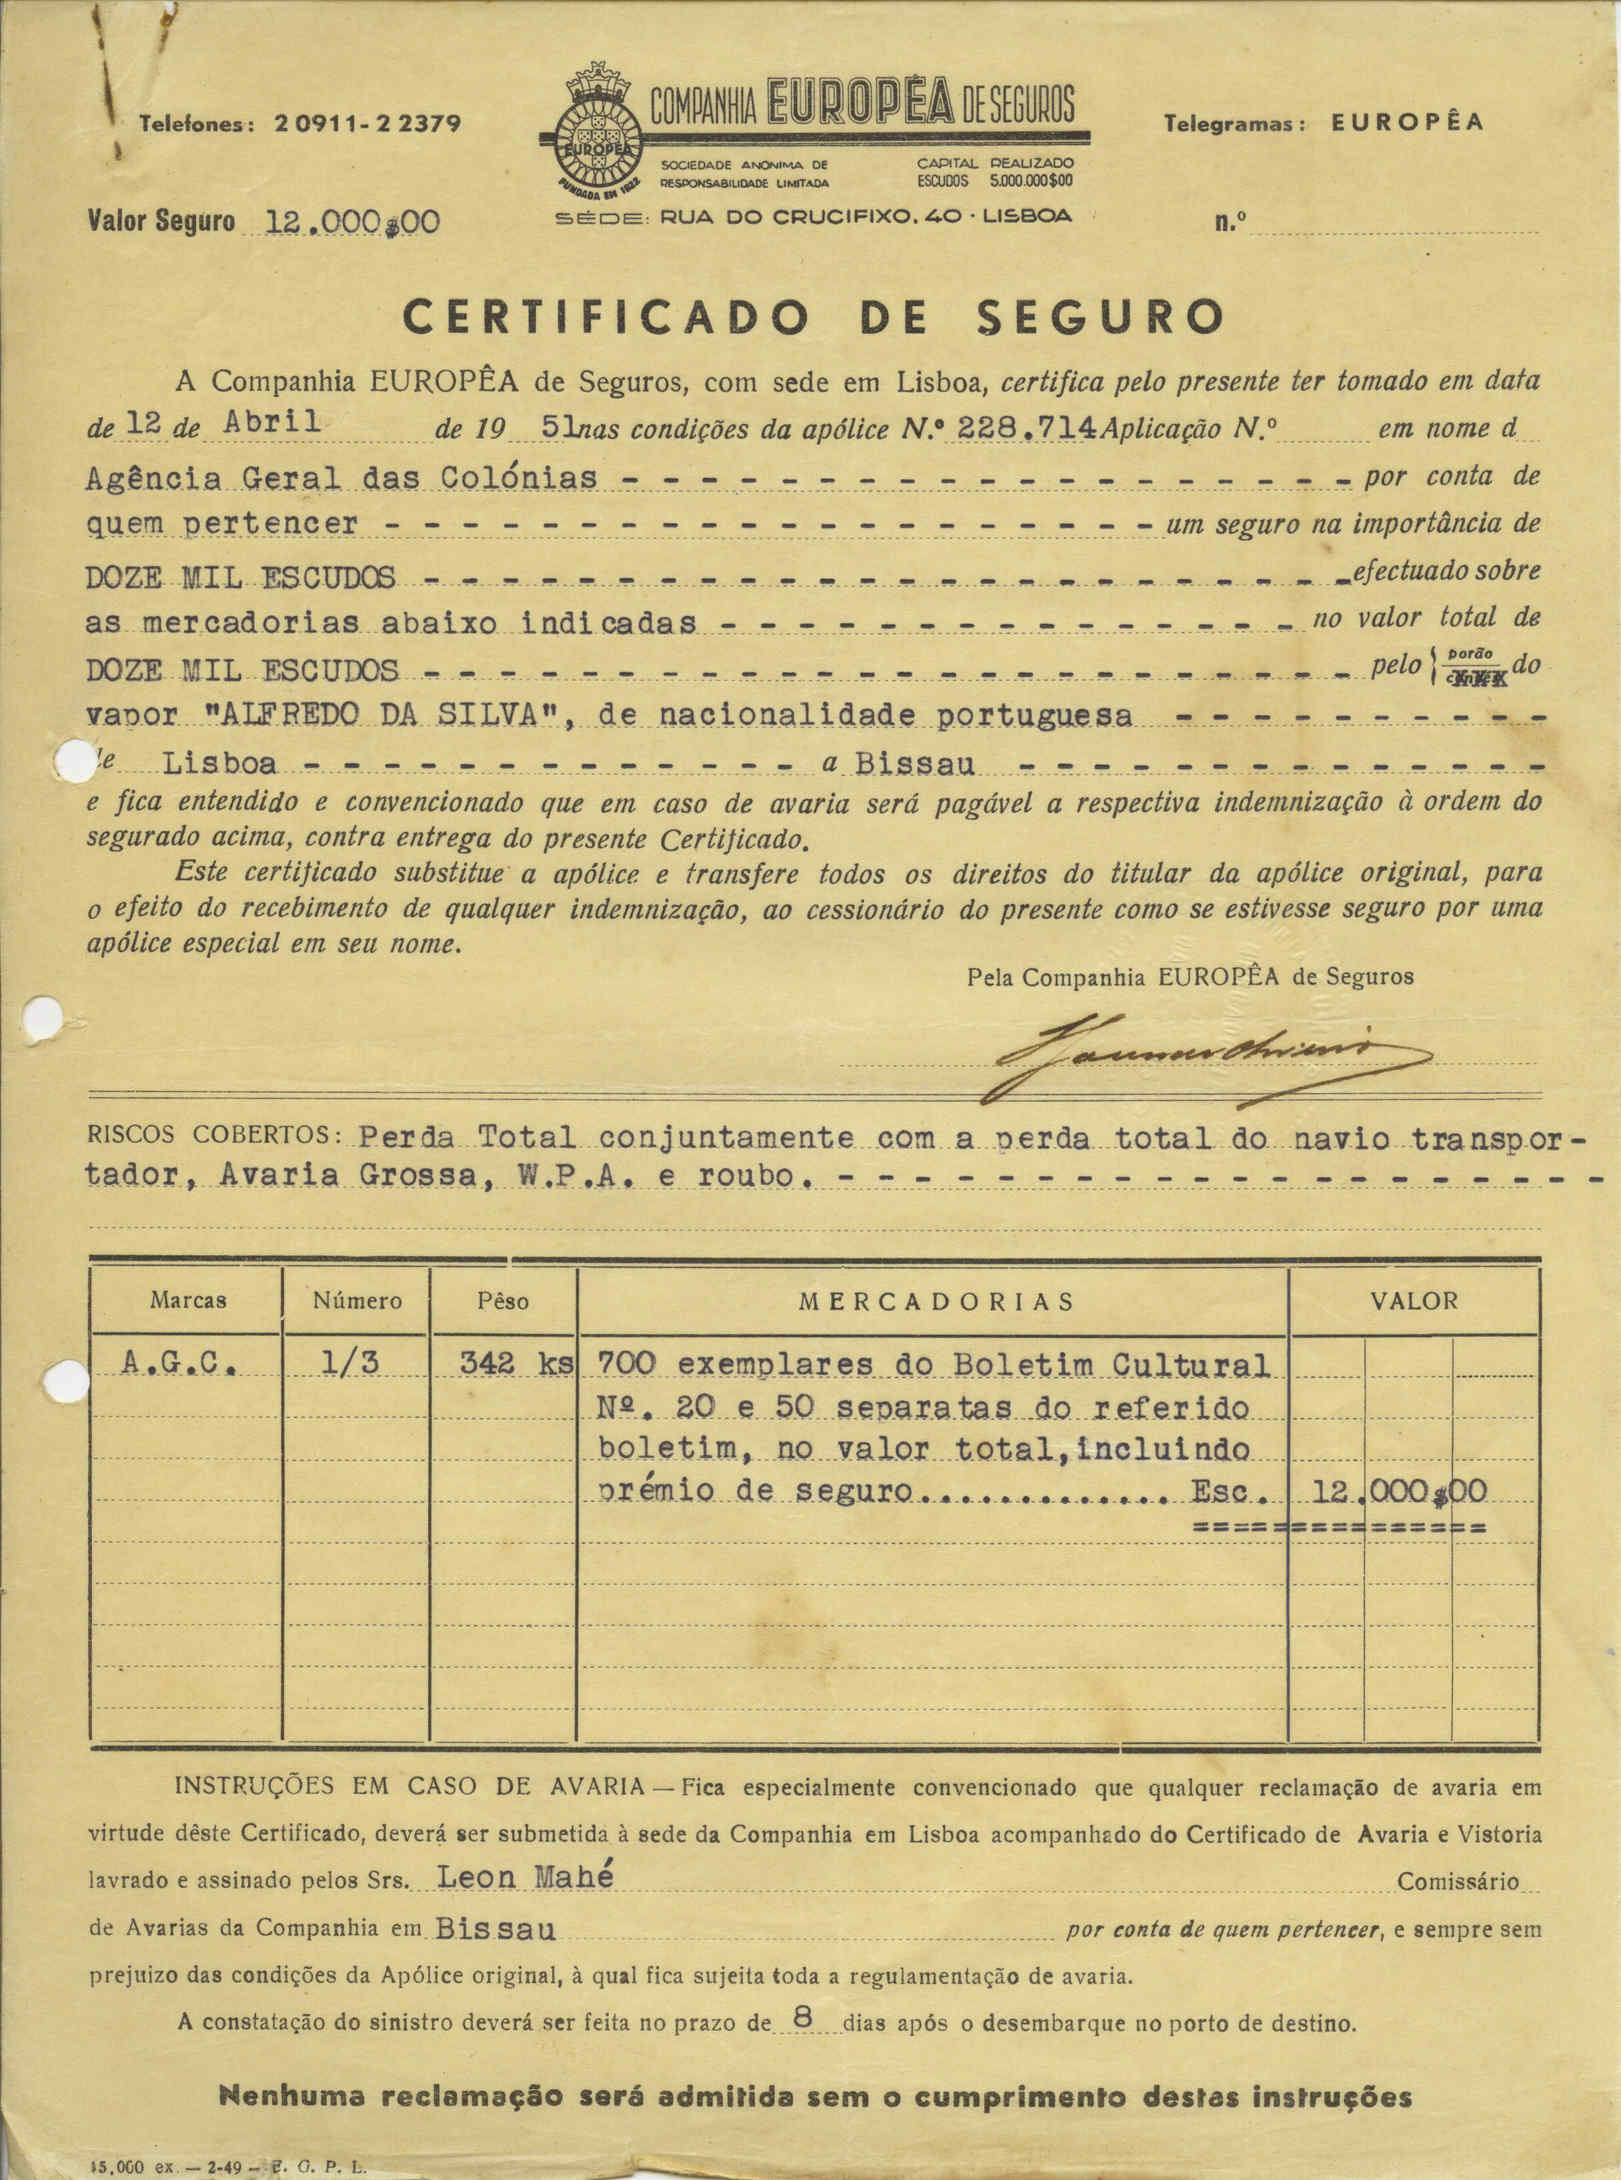 Telefones: 2 0911 - 2 2379
COMPANHIA EUROPÊA DE SEGUROS
Telegramas: EUROPÊA
EUROPEA
FUNDADA EM 1922
SOCIEDADE ANONIMA DE RESPONSABILIDADE LIMITADA
CAPITAL REALIZADO ESCUDOS 5.000.000$00
Valor Seguro 12.000$00
SÉDE: RUA DO CRUCIFIXO, 40 · LISBOA
n.º
CERTIFICADO DE SEGURO
A Companhia EUROPÊA de Seguros, com sede em Lisboa, certifica pelo presente ter tomado em data
de 12 de Abril de 19 51 nas condições da apólice N.º 228.714 Aplicação N.º em nome d
Agência Geral das Colónias - - - - - - - - - - - - - - - - - - - por conta de
quem pertencer - - - - - - - - - - - - - - - - - - - - um seguro na importância de
DOZE MIL ESCUDOS - - - - - - - - - - - - - - - - - - - - - - - - efectuado sobre
as mercadorias abaixo indicadas - - - - - - - - - - - - - - - no valor total de
DOZE MIL ESCUDOS - - - - - - - - - - - - - - - - - - - - - - - - pelo { porão do
vapor "ALFREDO DA SILVA", de nacionalidade portuguesa - - - - - - - - - -
de Lisboa - - - - - - - - - - - - - a Bissau - - - - - - - - - - - - - -
e fica entendido e convencionado que em caso de avaria será pagável a respectiva indemnização à ordem do
segurado acima, contra entrega do presente Certificado.
Este certificado substitue a apólice e transfere todos os direitos do titular da apólice original, para
o efeito do recebimento de qualquer indemnização, ao cessionário do presente como se estivesse seguro por uma
apólice especial em seu nome.
Pela Companhia EUROPÊA de Seguros
RISCOS COBERTOS: Perda Total conjuntamente com a perda total do navio transpor-
tador, Avaria Grossa, W.P.A. e roubo. - - - - - - - - - - - - - - - - - - - -
Marcas Número Pêso MERCADORIAS VALOR
A.G.C. 1/3 342 ks 700 exemplares do Boletim Cultural
Nº. 20 e 50 separatas do referido
boletim, no valor total,incluindo
prémio de seguro............. Esc. 12.000$00
===============
INSTRUÇÕES EM CASO DE AVARIA — Fica especialmente convencionado que qualquer reclamação de avaria em
virtude dêste Certificado, deverá ser submetida à sede da Companhia em Lisboa acompanhado do Certificado de Avaria e Vistoria
lavrado e assinado pelos Srs. Leon Mahé Comissário
de Avarias da Companhia em Bissau por conta de quem pertencer, e sempre sem
prejuizo das condições da Apólice original, à qual fica sujeita toda a regulamentação de avaria.
A constatação do sinistro deverá ser feita no prazo de 8 dias após o desembarque no porto de destino.
Nenhuma reclamação será admitida sem o cumprimento destas instruções
15.000 ex. — 2-49 — E. G. P. L.